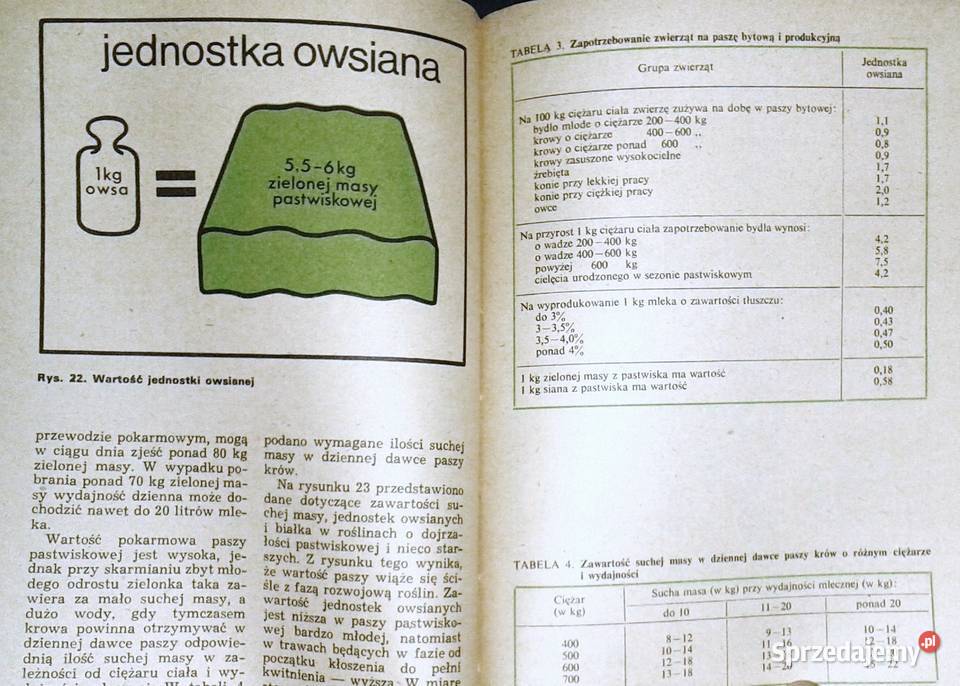 jednostka owsiana
1kg
owsa
=
5,5-6kg
zielonej masy
pastwiskowej
Rys. 22. Wartość jednostki owsianej
przewodzie pokarmowym, mogą
w ciągu dnia zjeść ponad 80 kg
zielonej masy. W wypadku po-
brania ponad 70 kg zielonej ma-
sy wydajność dzienna może do-
chodzić nawet do 20 litrów mle-
ka.
Wartość pokarmowa paszy
pastwiskowej jest wysoka, je-
dnak przy skarmianiu zbyt mło-
dego odrostu zielonka taka za-
wiera za mało suchej masy, a
dużo wody, gdy tymczasem
krowa powinna otrzymywać w
dziennej dawce paszy odpowie-
dnią ilość suchej masy w za-
leżności od ciężaru ciała i wy-
podano wymagane ilości suchej
masy w dziennej dawce paszy
krów.
Na rysunku 23 przedstawiono
dane dotyczące zawartości su-
chej masy, jednostek owsianych
i białka w roślinach o dojrza-
łości pastwiskowej i nieco star-
szych. Z rysunku tego wynika,
że wartość paszy wiąże się ści-
śle z fazą rozwojową roślin. Za-
wartość jednostek owsianych
jest niższa w paszy pastwisko-
wej bardzo młodej, natomiast
w trawach będących w fazie od
początku kłoszenia do pełni
kwitnienia — wyższa. W miarę
TABELA 3. Zapotrzebowanie zwierząt na paszę bytową i produkcyjną
Grupa zwierząt Jednostka owsiana
Na 100 kg ciężaru ciała zwierzę zużywa na dobę w paszy bytowej:
bydło młode o ciężarze 200—400 kg 1,1
krowy o ciężarze 400—600 „ 0,9
krowy o ciężarze ponad 600 „ 0,8
krowy zasuszone wysokocielne 0,9
źrebięta 1,7
konie przy lekkiej pracy 1,7
konie przy ciężkiej pracy 2,0
owce 1,2
Na przyrost 1 kg ciężaru ciała zapotrzebowanie bydła wynosi:
o wadze 200—400 kg 4,2
o wadze 400—600 kg 5,8
powyżej 600 kg 7,5
cielęcia urodzonego w sezonie pastwiskowym 4,2
Na wyprodukowanie 1 kg mleka o zawartości tłuszczu:
do 3% 0,40
3—3,5% 0,43
3,5—4,0% 0,47
ponad 4% 0,50
1 kg zielonej masy z pastwiska ma wartość 0,18
1 kg siana z pastwiska ma wartość 0,58
TABELA 4. Zawartość suchej masy w dziennej dawce paszy krów o różnym ciężarze
i wydajności
Ciężar (w kg) Sucha masa (w kg) przy wydajności mlecznej (w kg):
do 10 11—20 ponad 20
400 8—12 9—13 10—14
500 10—14 11—16 12—18
600 12—18
700 13—18
Sprzedajemy.pl